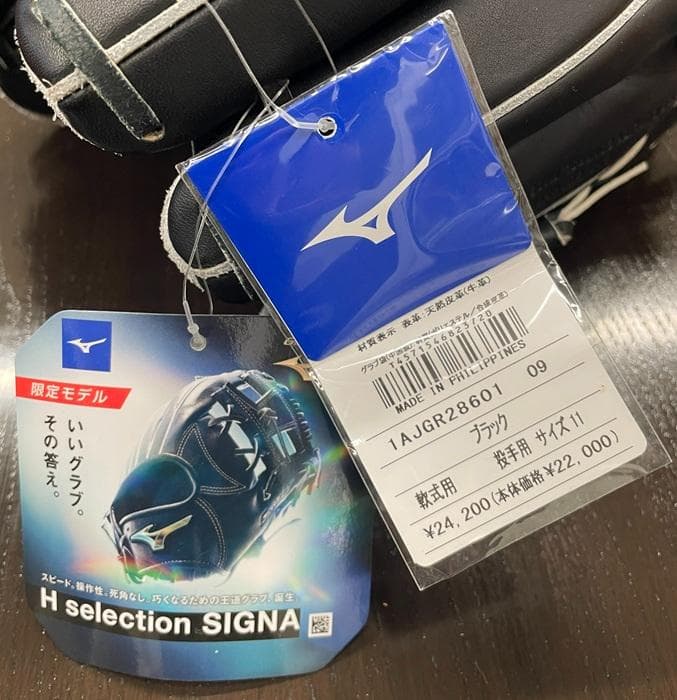 材質表示 表革:天然皮革(牛革)
T4571546823720
MADE IN PHILIPPINES
1AJGR28601 09
ブラック
軟式用 投手用 サイズ11
¥24,200(本体価格¥22,000)
限定モデル
いいグラブ。
その答え。
スピード。操作性。死角なし。巧くなるための王道グラブ、誕生
H selection SIGNA